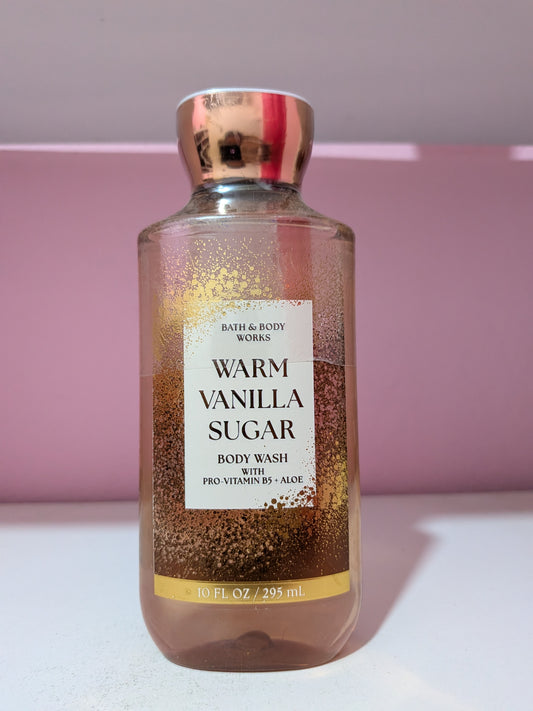 BATH & BODY
WORKS
WARM
VANILLA
SUGAR
BODY WASH
WITH
PRO-VITAMIN B5 + ALOE
10 FL OZ / 295 mL